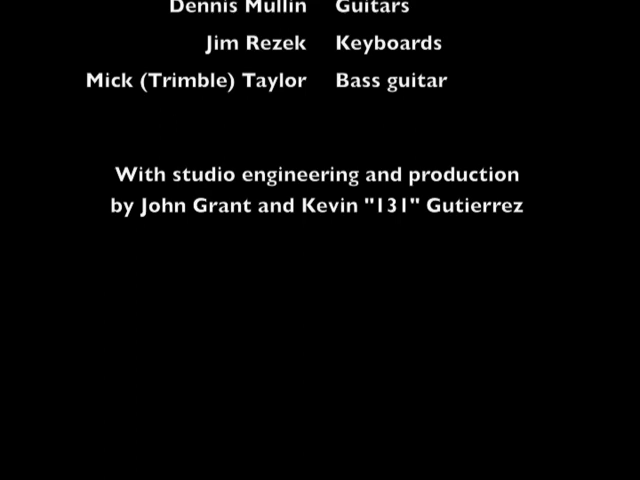 Dennis Mullin Guitars
Jim Rezek Keyboards
Mick (Trimble) Taylor Bass guitar
With studio engineering and production
by John Grant and Kevin "131" Gutierrez